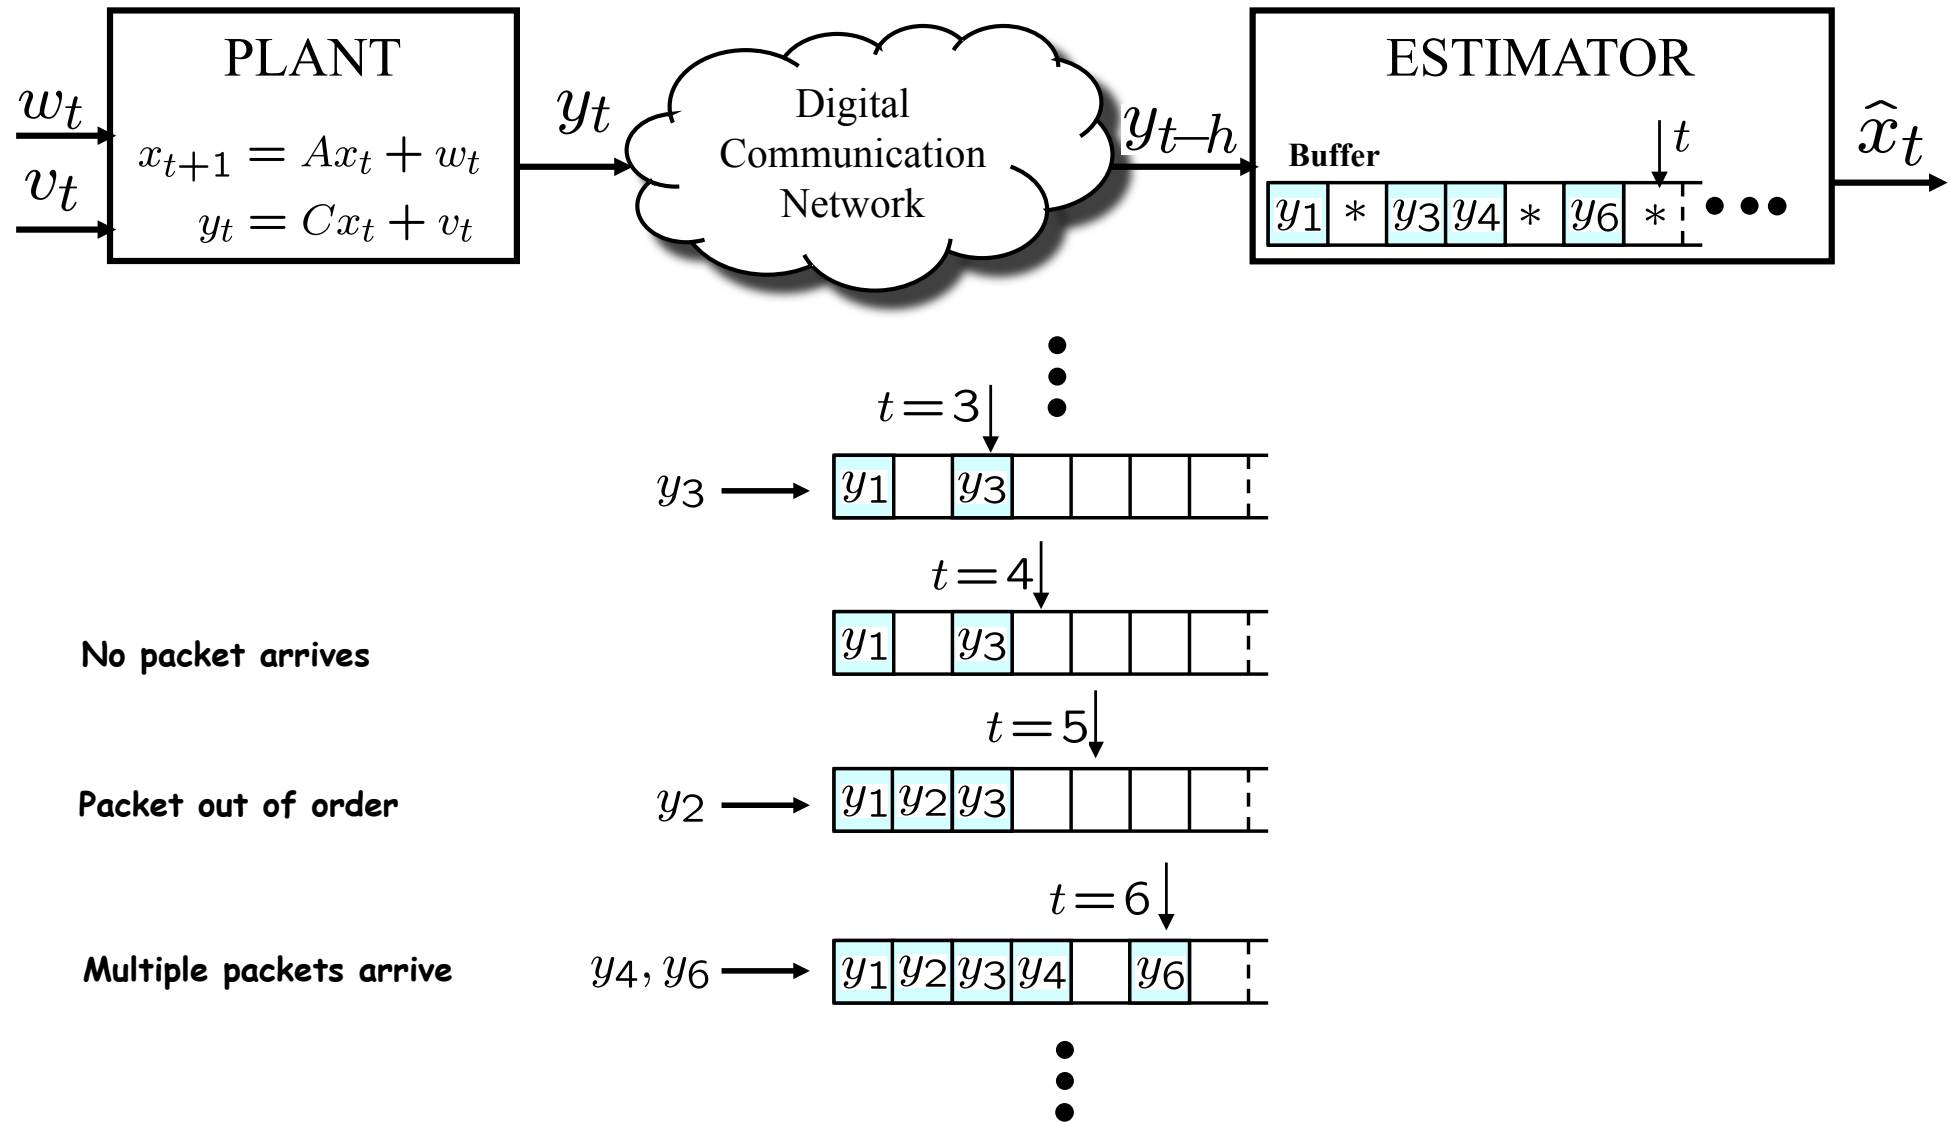 PLANT
w_t
v_t
x_{t+1} = Ax_t + w_t
y_t = Cx_t + v_t
y_t
Digital
Communication
Network
y_{t-h}
ESTIMATOR
Buffer
t
y_1 * y_3 y_4 * y_6 * •••
x̂_t
t=3
y_3
y_1 y_3
t=4
No packet arrives
y_1 y_3
t=5
Packet out of order
y_2
y_1 y_2 y_3
t=6
Multiple packets arrive
y_4, y_6
y_1 y_2 y_3 y_4 y_6